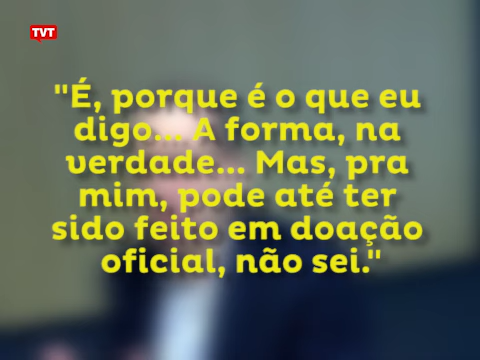 TVT
"É, porque é o que eu
digo... A forma, na
verdade... Mas, pra
mim, pode até ter
sido feito em doação
oficial, não sei."